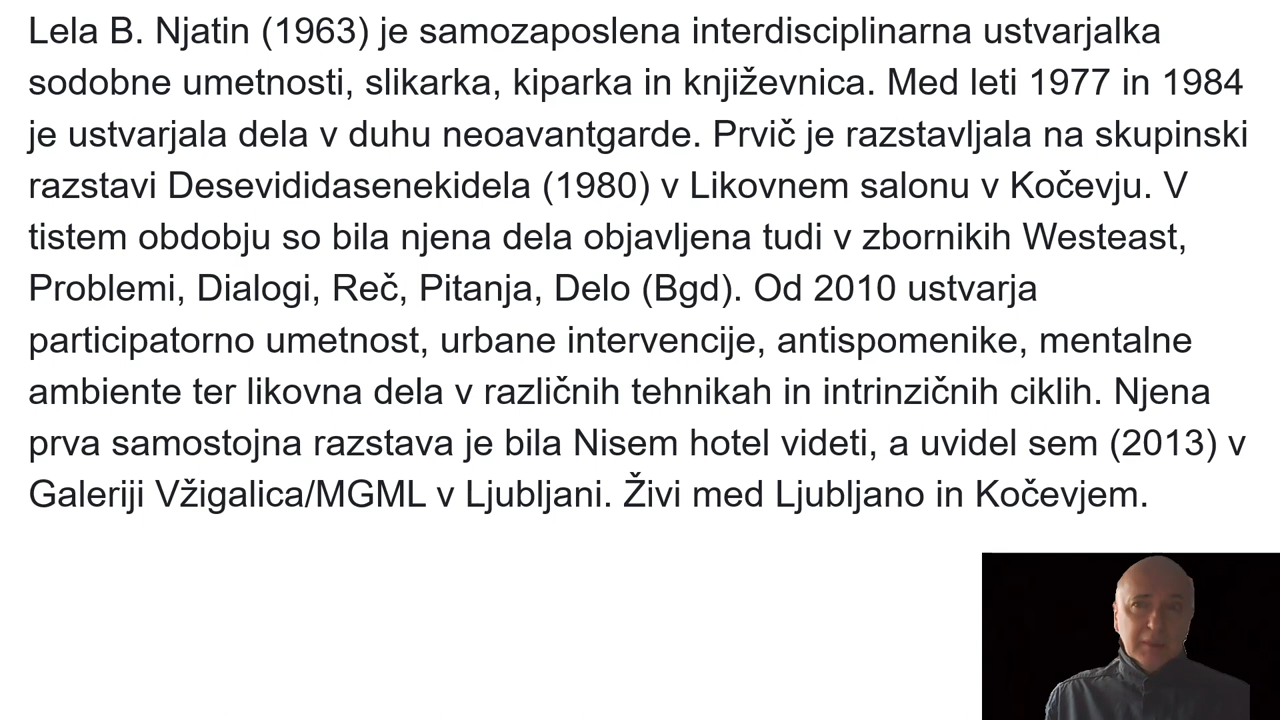 Lela B. Njatin (1963) je samozaposlena interdisciplinarna ustvarjalka
sodobne umetnosti, slikarka, kiparka in književnica. Med leti 1977 in 1984
je ustvarjala dela v duhu neoavantgarde. Prvič je razstavljala na skupinski
razstavi Desevididasenekidela (1980) v Likovnem salonu v Kočevju. V
tistem obdobju so bila njena dela objavljena tudi v zbornikih Westeast,
Problemi, Dialogi, Reč, Pitanja, Delo (Bgd). Od 2010 ustvarja
participatorno umetnost, urbane intervencije, antispomenike, mentalne
ambiente ter likovna dela v različnih tehnikah in intrinzičnih ciklih. Njena
prva samostojna razstava je bila Nisem hotel videti, a uvidel sem (2013) v
Galeriji Vžigalica/MGML v Ljubljani. Živi med Ljubljano in Kočevjem.